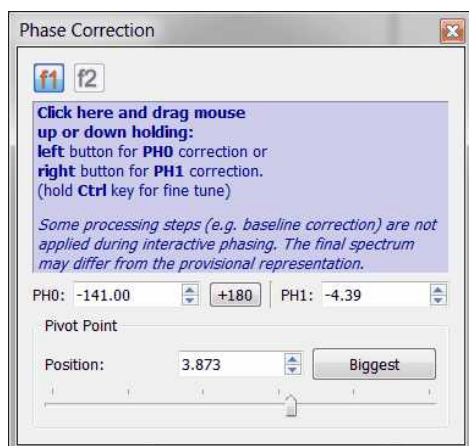 Phase Correction
f1 f2
Click here and drag mouse
up or down holding:
left button for PH0 correction or
right button for PH1 correction.
(hold Ctrl key for fine tune)
Some processing steps (e.g. baseline correction) are not
applied during interactive phasing. The final spectrum
may differ from the provisional representation.
PH0: -141.00 +180 PH1: -4.39
Pivot Point
Position: 3.873 Biggest